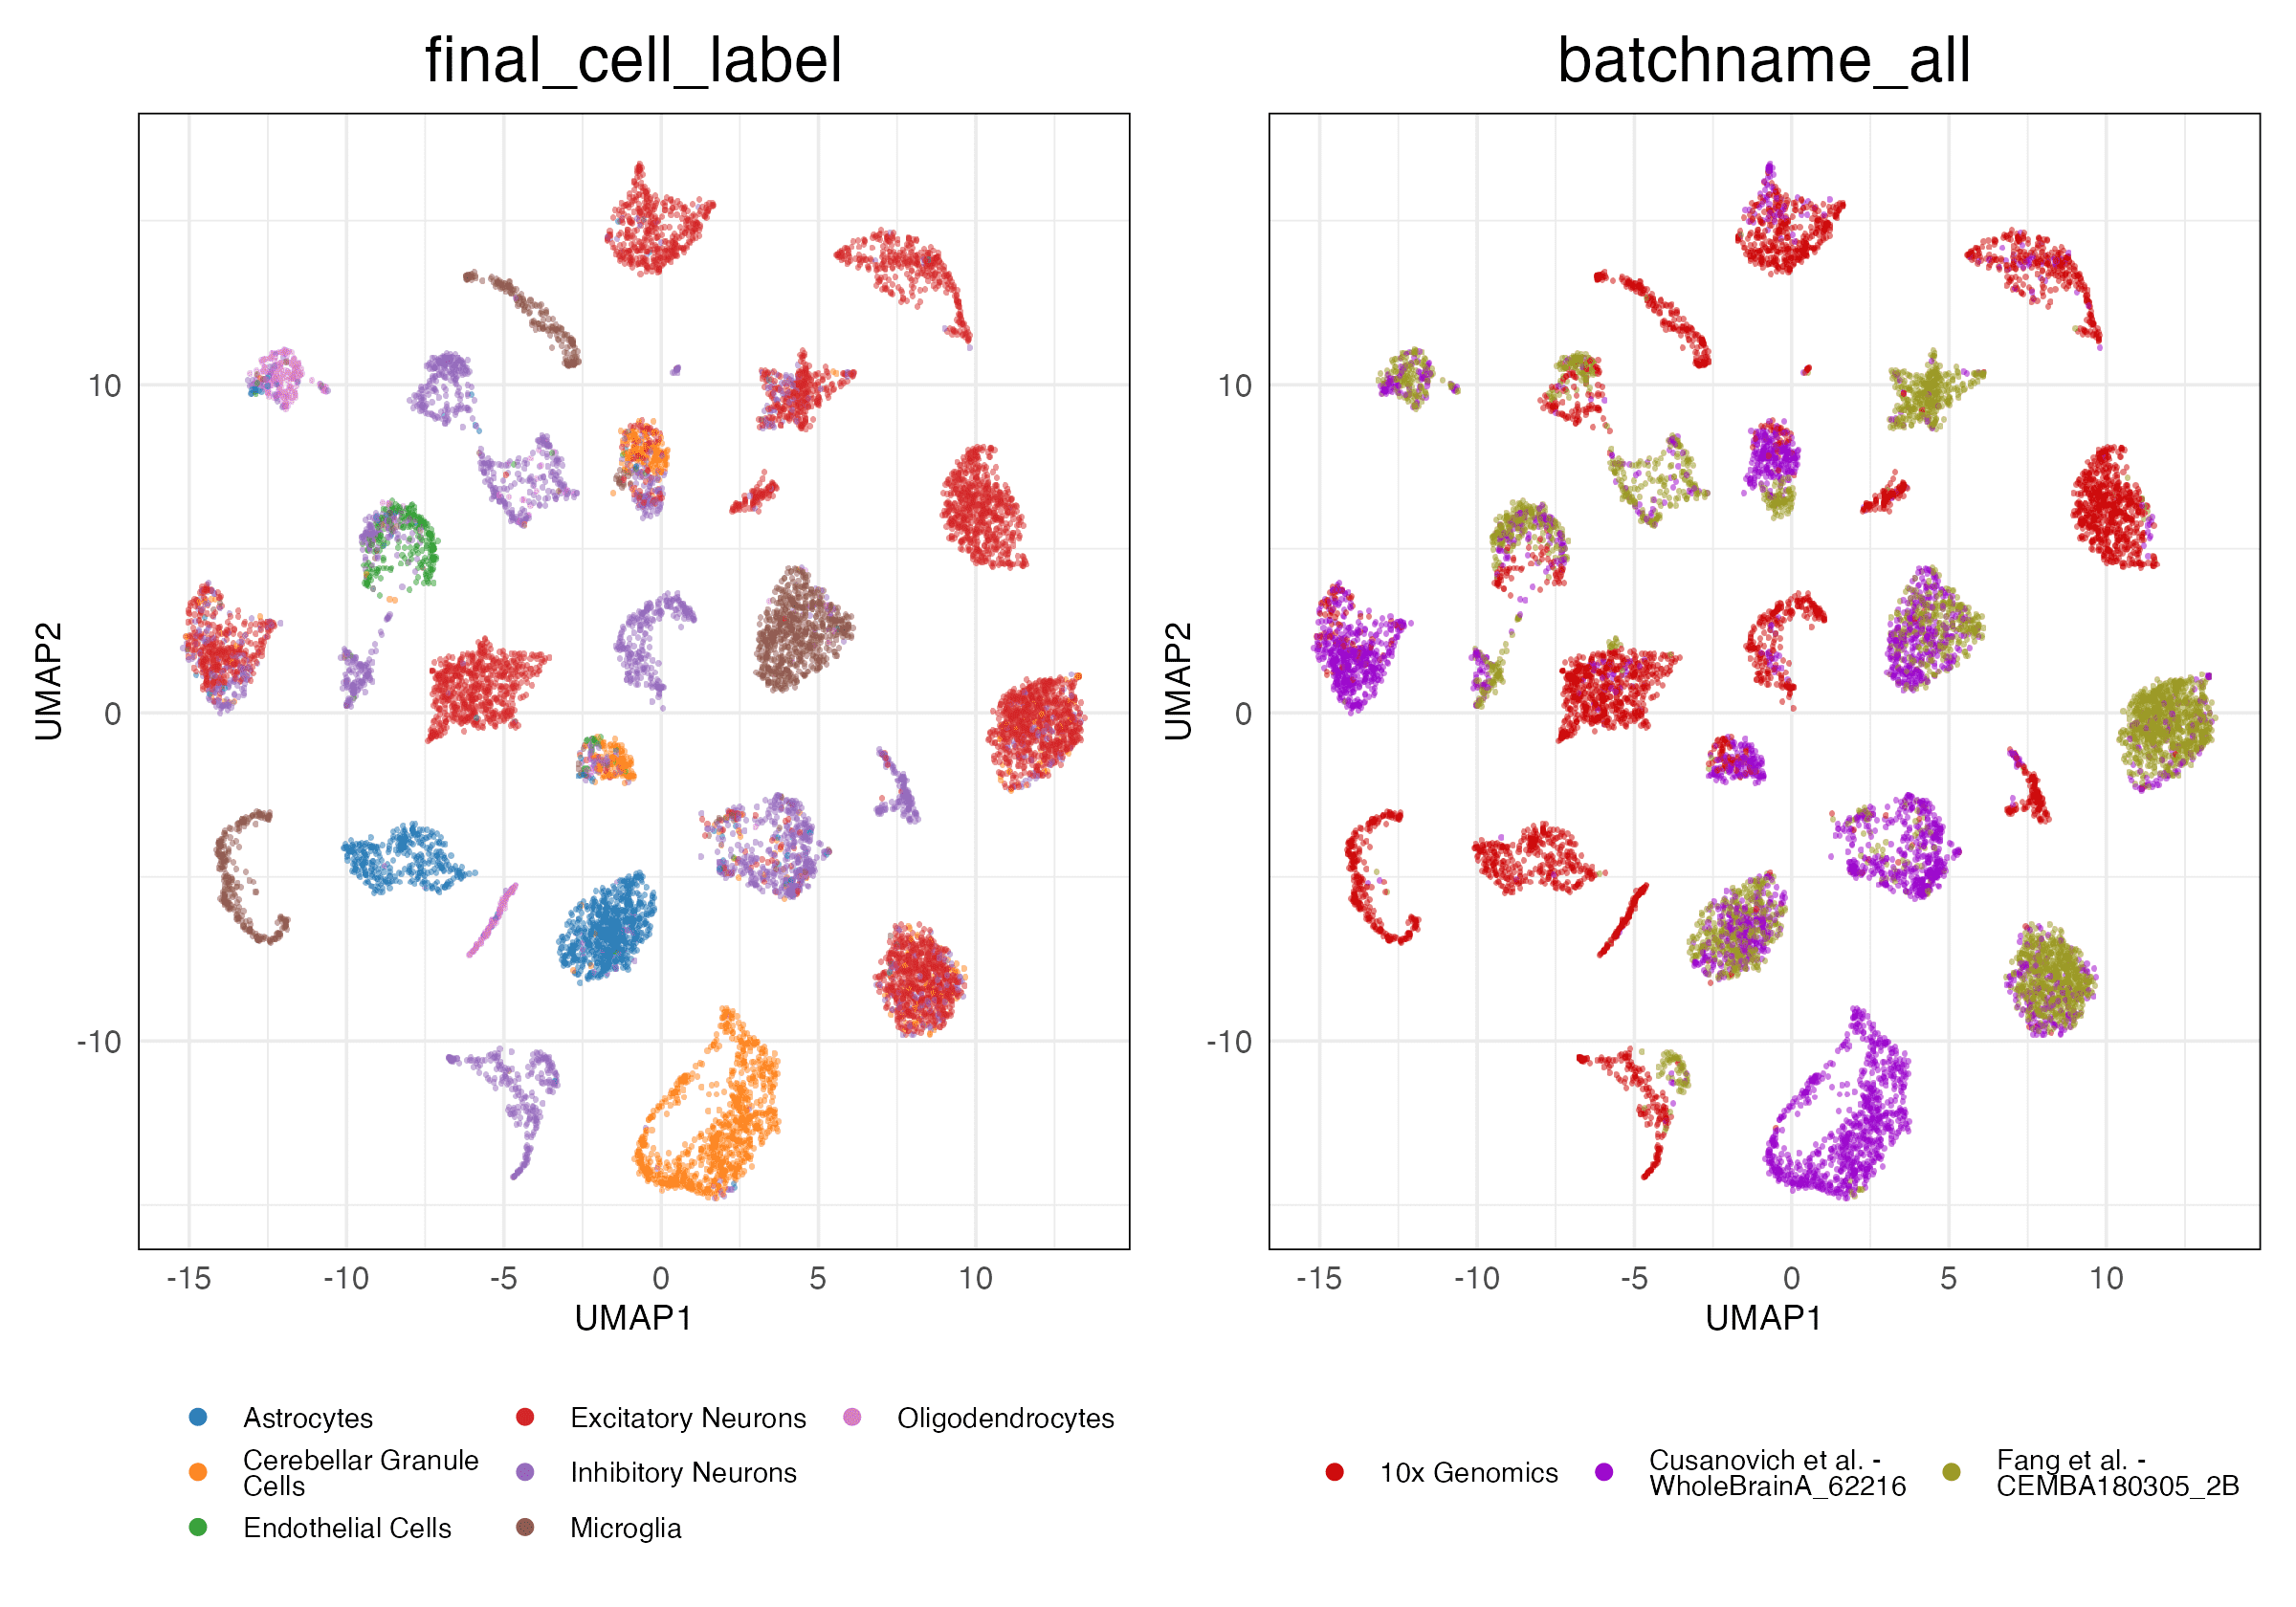 final_cell_label
batchname_all
UMAP2
10
0
-10
-15
-10
-5
0
5
10
UMAP1
UMAP2
10
0
-10
-15
-10
-5
0
5
10
UMAP1
Astrocytes
Cerebellar Granule
Cells
Endothelial Cells
Excitatory Neurons
Inhibitory Neurons
Microglia
Oligodendrocytes
10x Genomics
Cusanovich et al. -
WholeBrainA_62216
Fang et al. -
CEMBA180305_2B